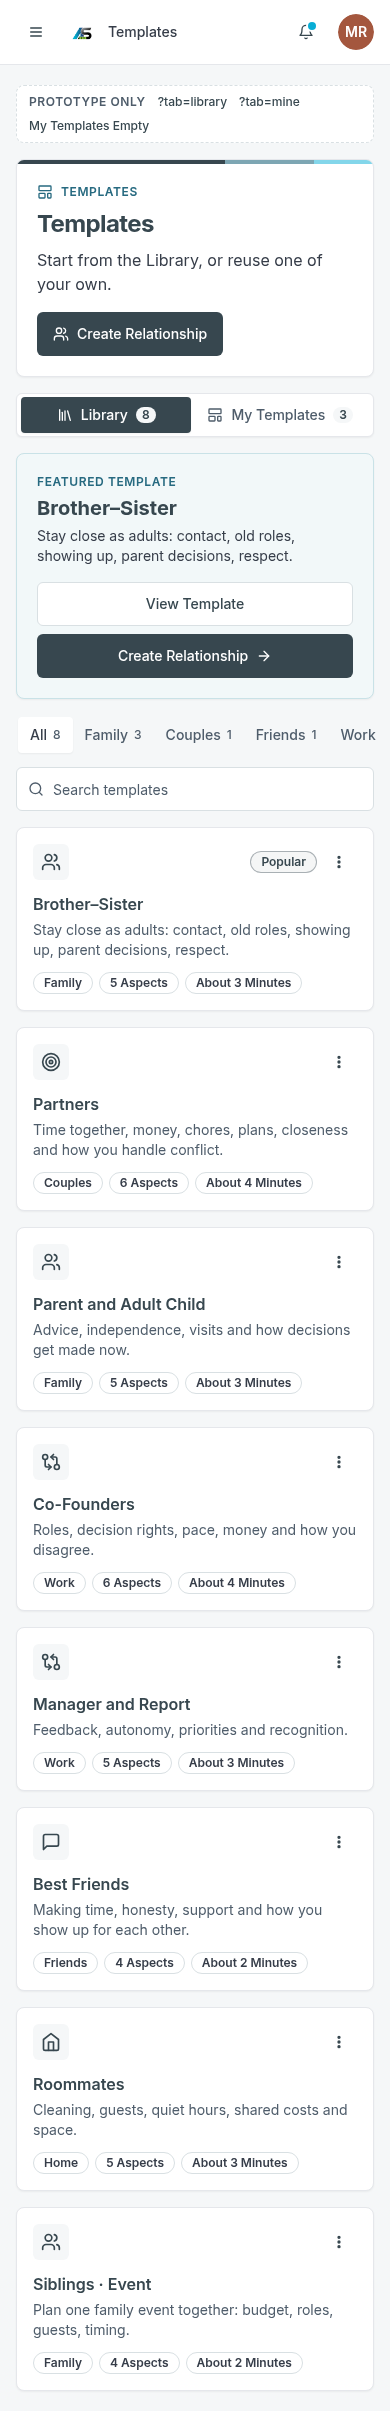 Templates
MR
PROTOTYPE ONLY ?tab=library ?tab=mine
My Templates Empty
TEMPLATES
Templates
Start from the Library, or reuse one of
your own.
Create Relationship
Library 8 My Templates 3
FEATURED TEMPLATE
Brother–Sister
Stay close as adults: contact, old roles,
showing up, parent decisions, respect.
View Template
Create Relationship
All 8 Family 3 Couples 1 Friends 1 Work
Search templates
Popular
Brother–Sister
Stay close as adults: contact, old roles, showing
up, parent decisions, respect.
Family 5 Aspects About 3 Minutes
Partners
Time together, money, chores, plans, closeness
and how you handle conflict.
Couples 6 Aspects About 4 Minutes
Parent and Adult Child
Advice, independence, visits and how decisions
get made now.
Family 5 Aspects About 3 Minutes
Co-Founders
Roles, decision rights, pace, money and how you
disagree.
Work 6 Aspects About 4 Minutes
Manager and Report
Feedback, autonomy, priorities and recognition.
Work 5 Aspects About 3 Minutes
Best Friends
Making time, honesty, support and how you
show up for each other.
Friends 4 Aspects About 2 Minutes
Roommates
Cleaning, guests, quiet hours, shared costs and
space.
Home 5 Aspects About 3 Minutes
Siblings · Event
Plan one family event together: budget, roles,
guests, timing.
Family 4 Aspects About 2 Minutes